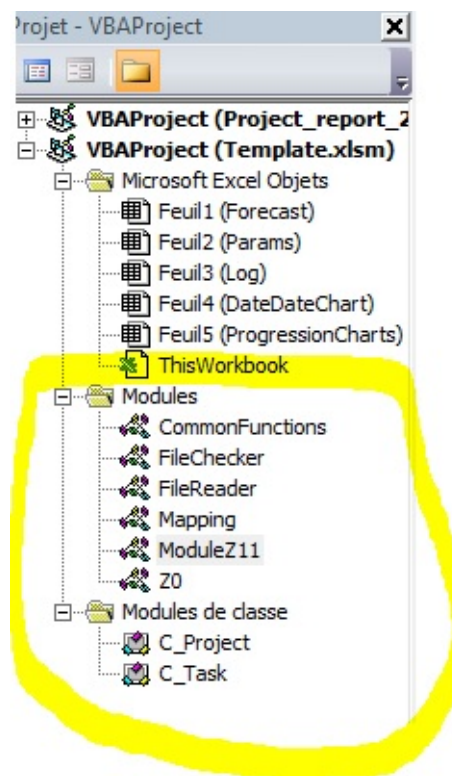 Projet - VBAProject
VBAProject (Project_report_2
VBAProject (Template.xlsm)
Microsoft Excel Objets
Feuil1 (Forecast)
Feuil2 (Params)
Feuil3 (Log)
Feuil4 (DateDateChart)
Feuil5 (ProgressionCharts)
ThisWorkbook
Modules
CommonFunctions
FileChecker
FileReader
Mapping
ModuleZ11
Z0
Modules de classe
C_Project
C_Task